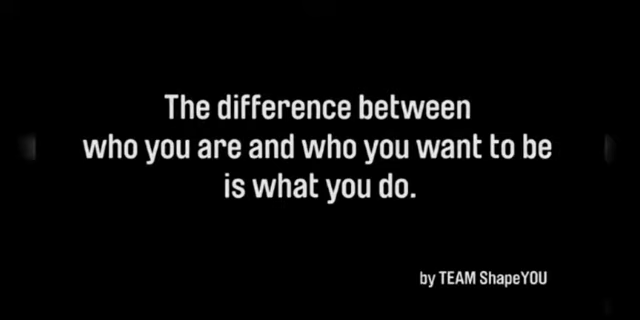 The difference between
who you are and who you want to be
is what you do.
by TEAM ShapeYOU